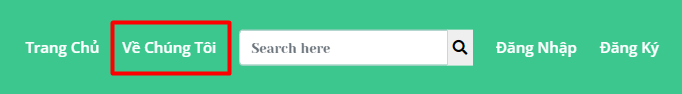 Trang Chủ Về Chúng Tôi Search here Đăng Nhập Đăng Ký